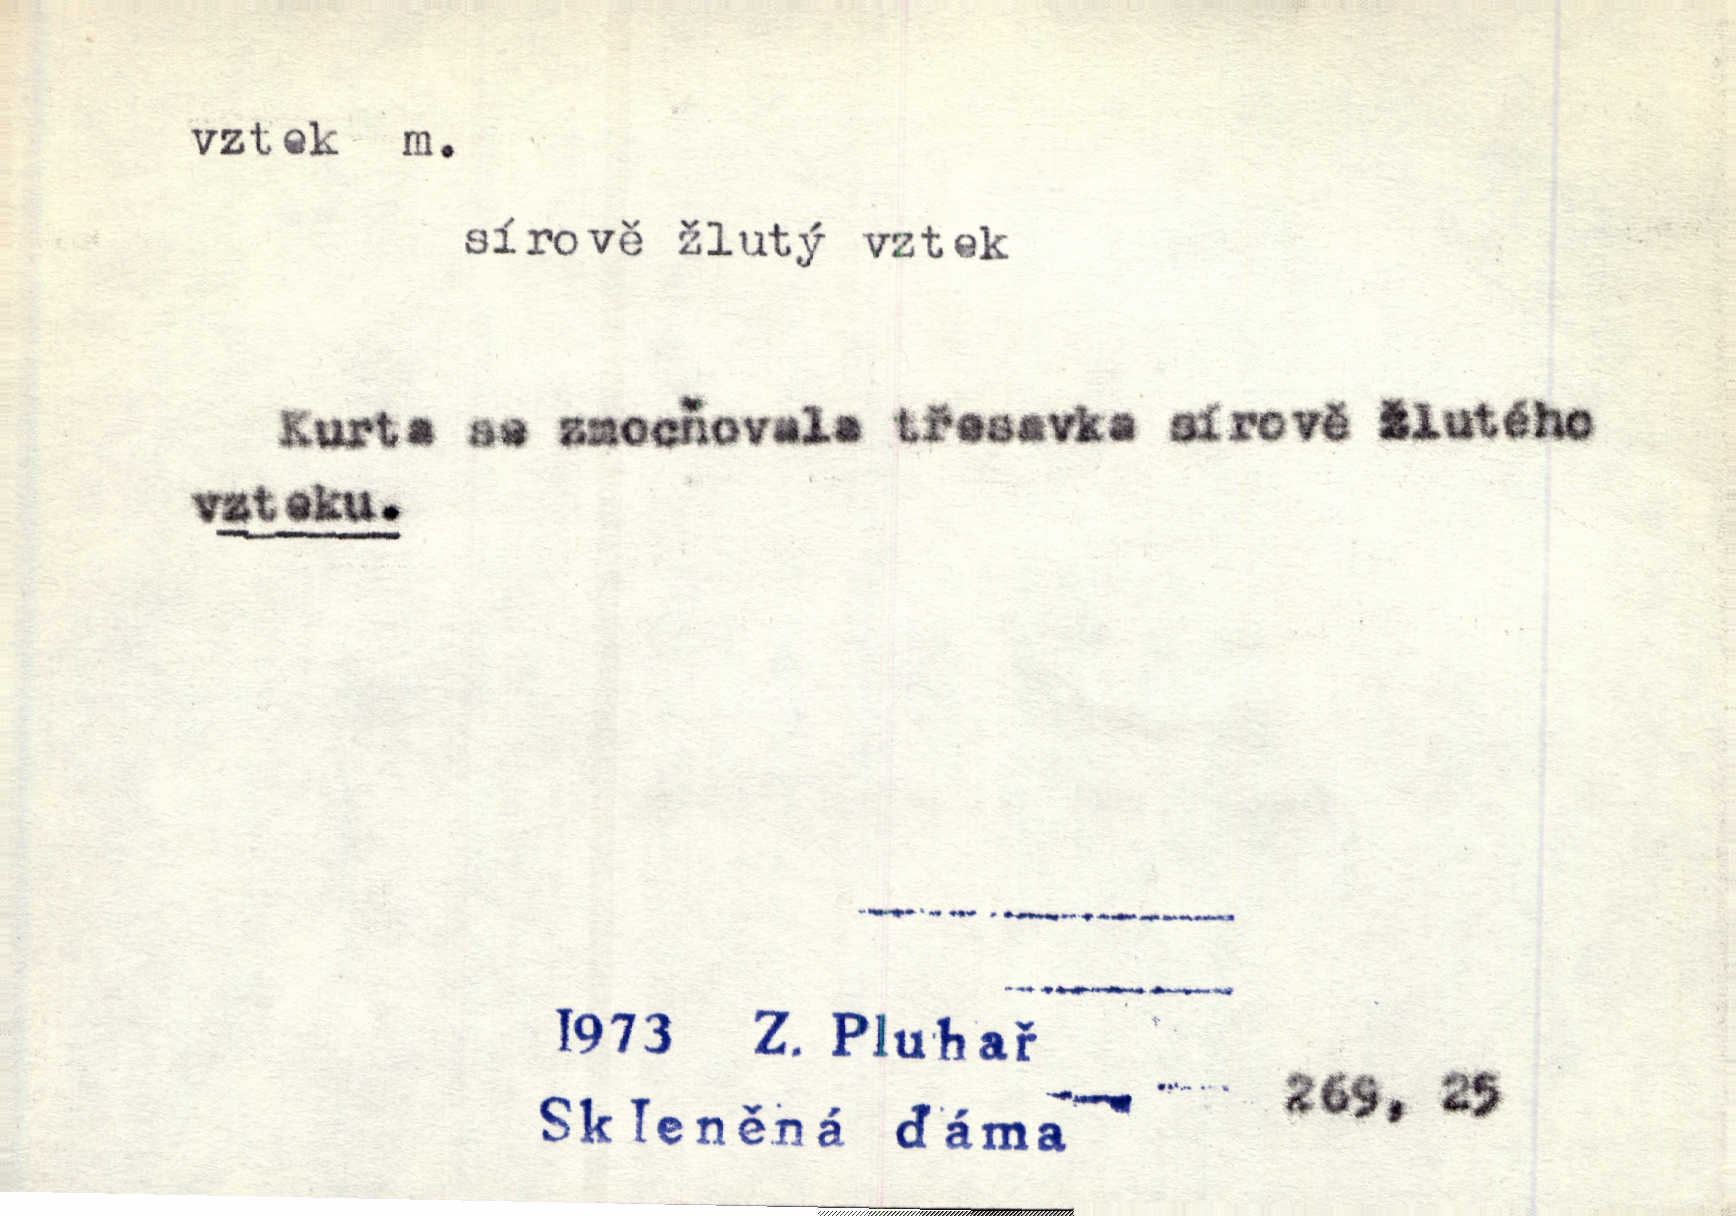 vztek m.
sírově žlutý vztek
Kurta se zmocňovala třesavka sírově žlutého
vzteku.
1973 Z. Pluhař
Skleněná dáma
269, 25